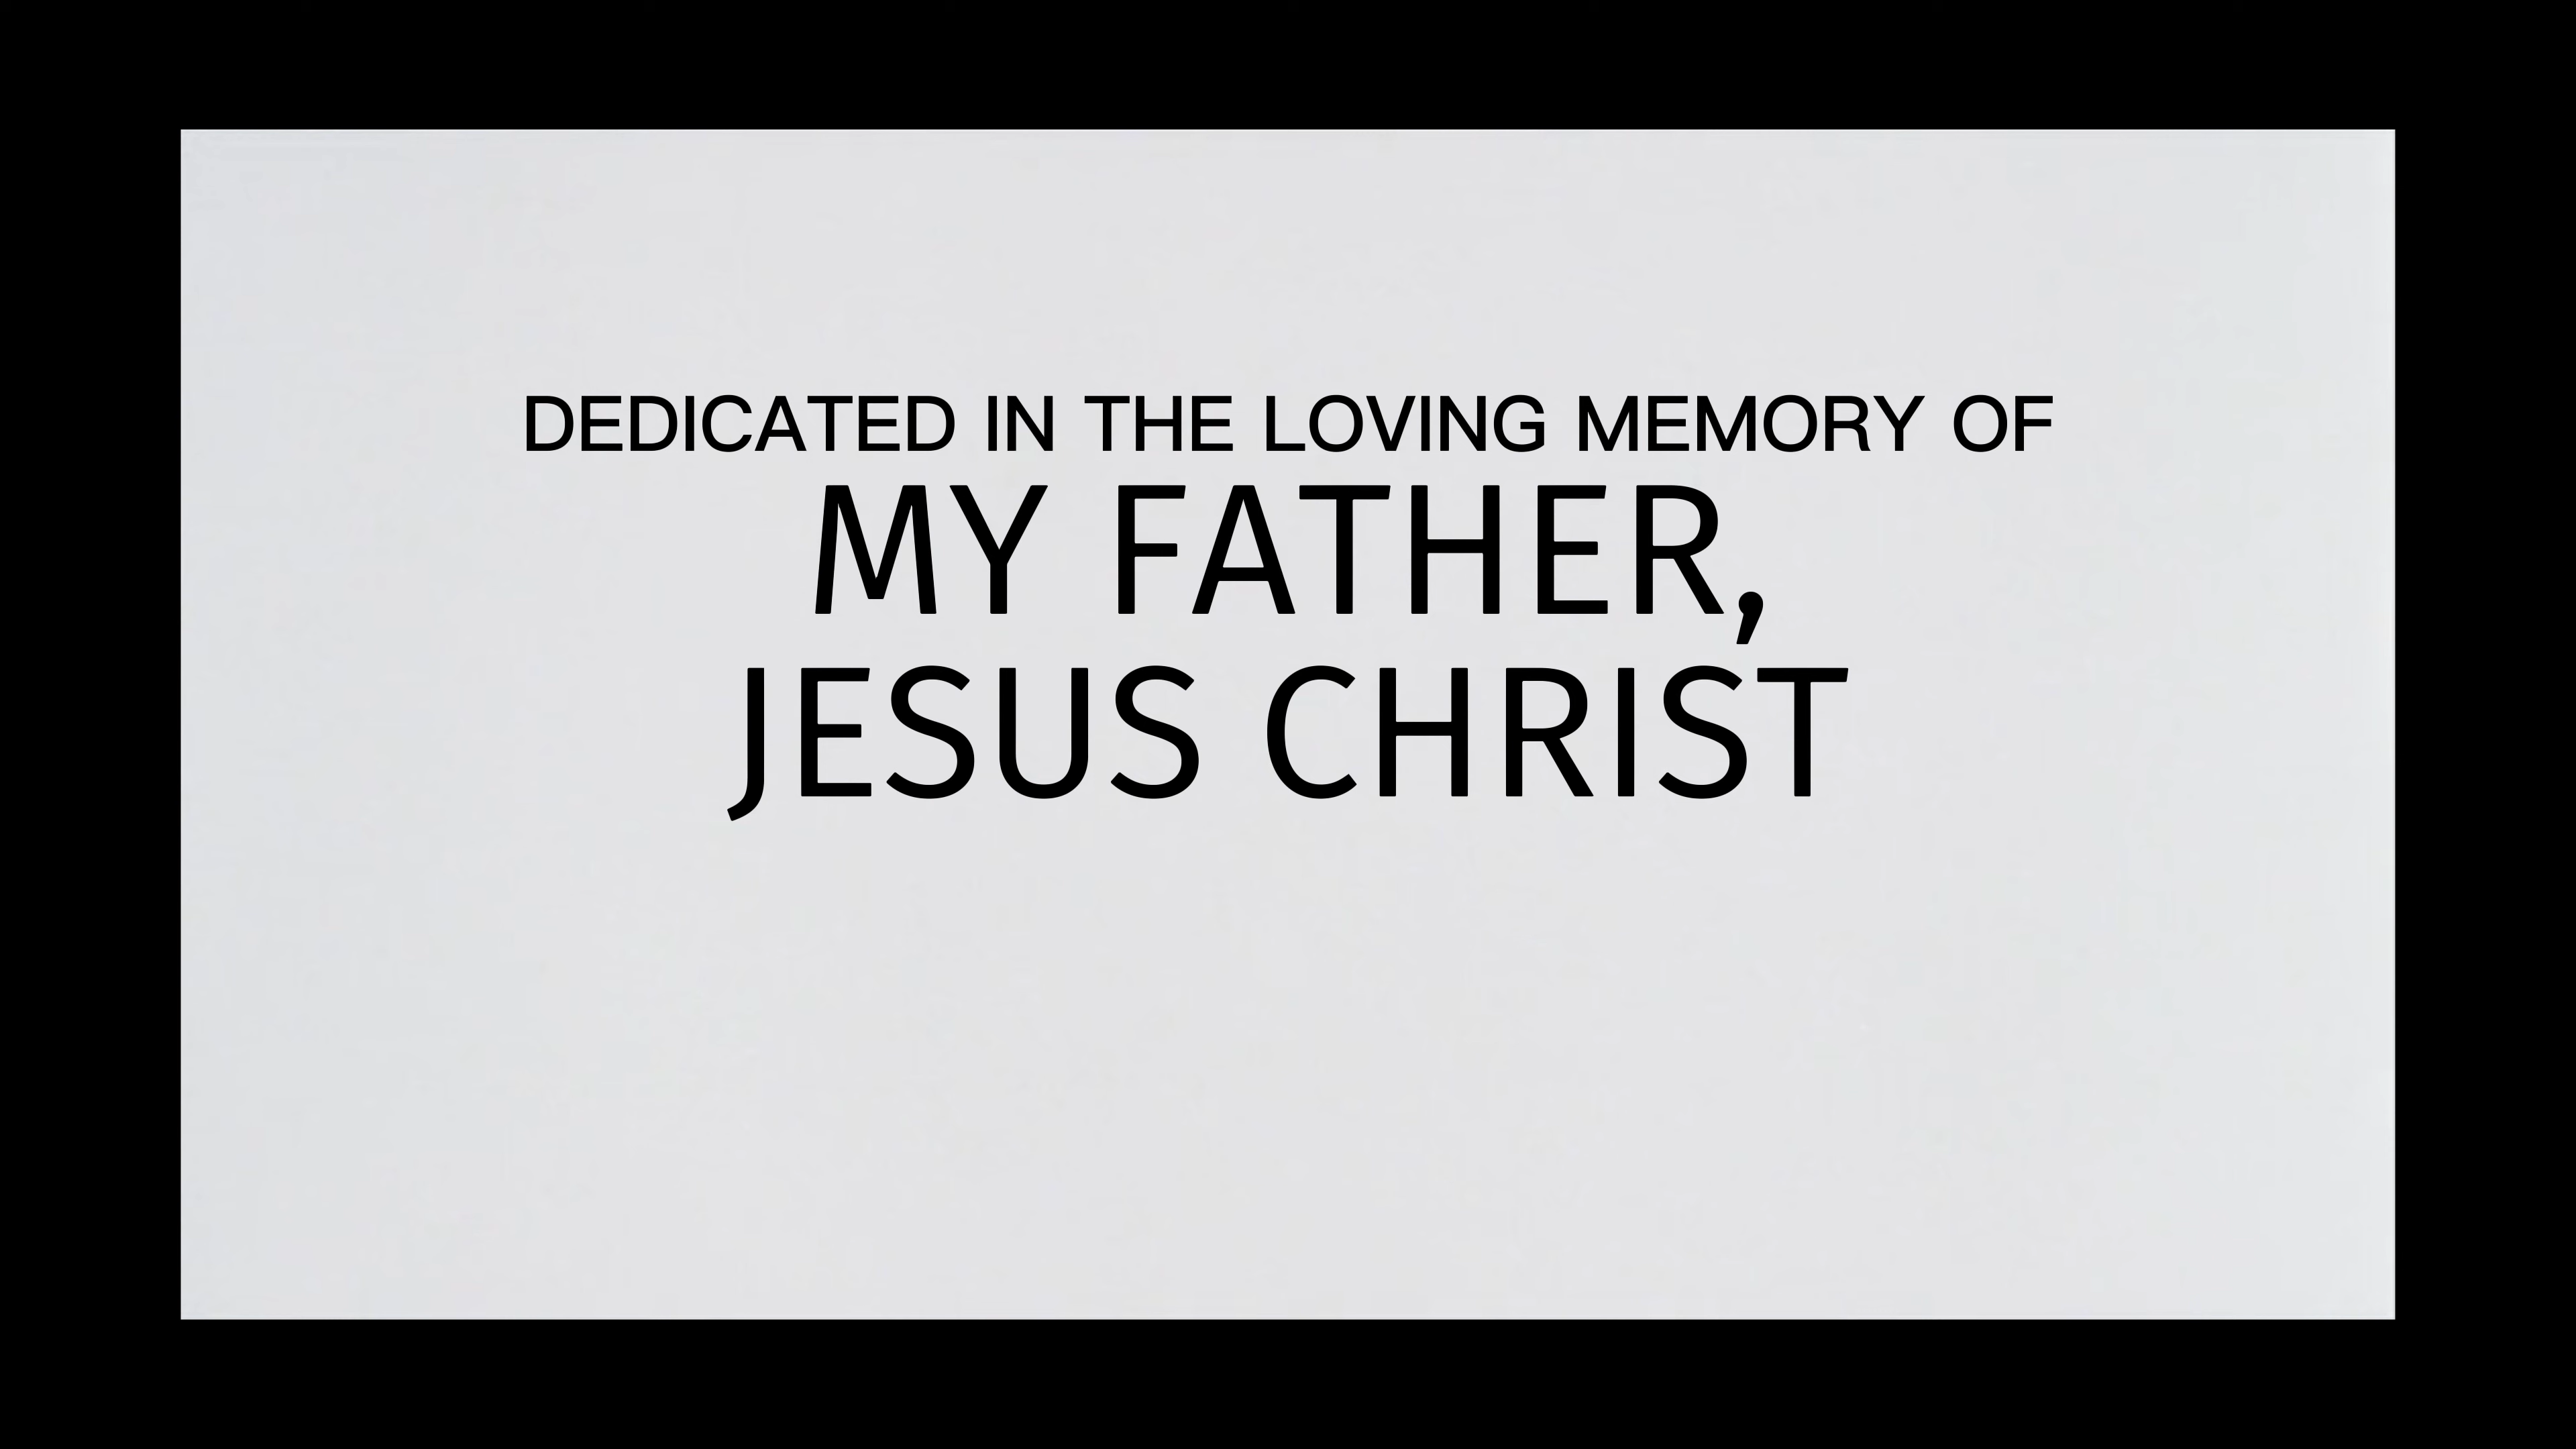 DEDICATED IN THE LOVING MEMORY OF
MY FATHER,
JESUS CHRIST